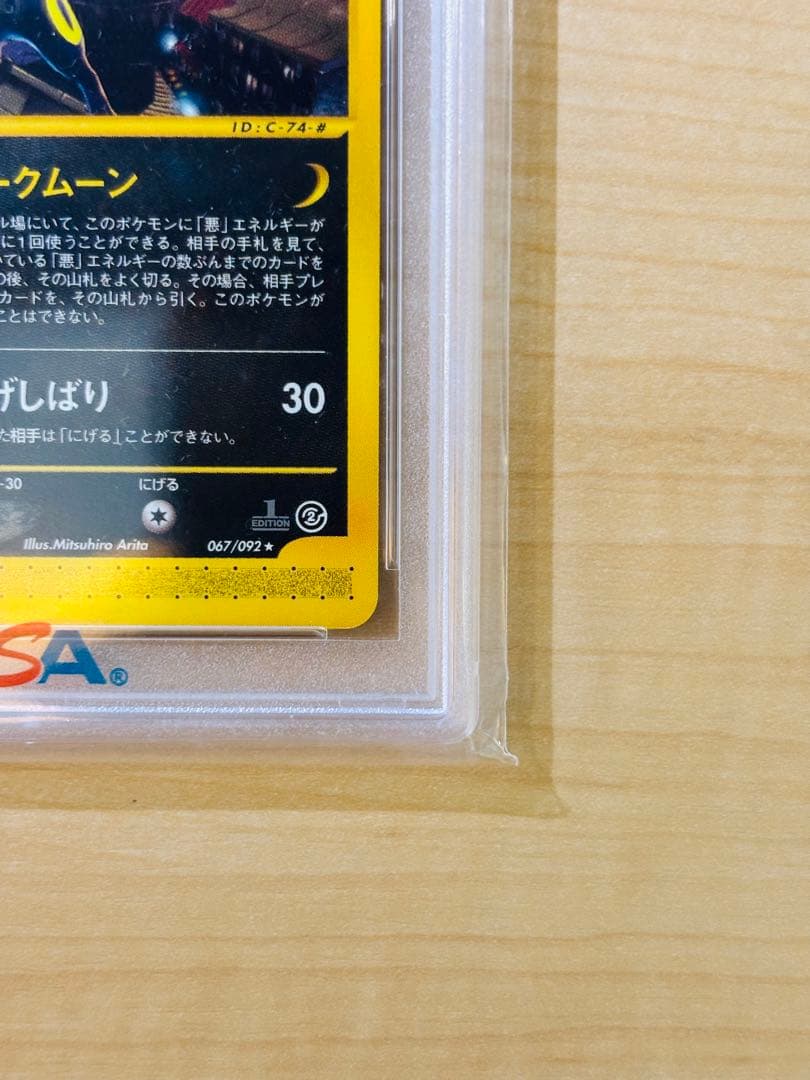 ID:C-74-#
ークムーン
ル場にいて、このポケモンに「悪」エネルギーが
に1回使うことができる。相手の手札を見て、
いている「悪」エネルギーの数ぶんまでのカードを
の後、その山札をよく切る。その場合、相手プレ
カードを、その山札から引く。このポケモンが
ことはできない。
げしばり 30
た相手は「にげる」ことができない。
-30 にげる
1 EDITION
Illus.Mitsuhiro Arita 067/092★
SA®